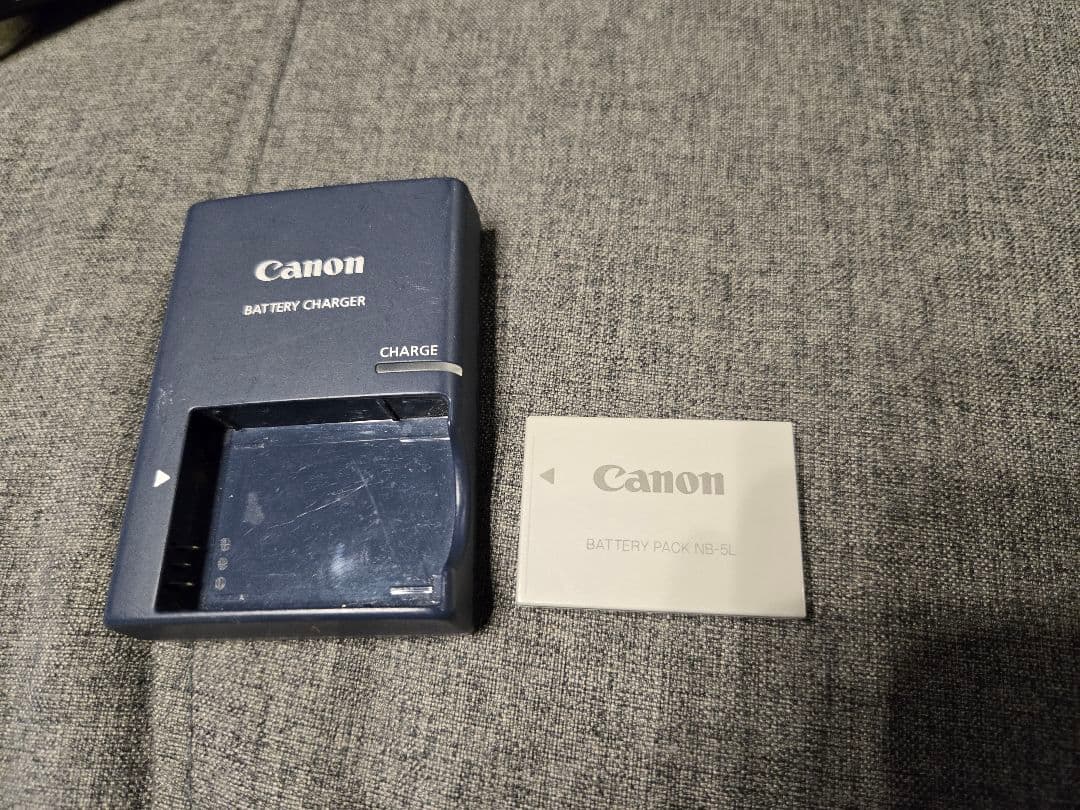 Canon
BATTERY CHARGER
CHARGE
Canon
BATTERY PACK NB-5L